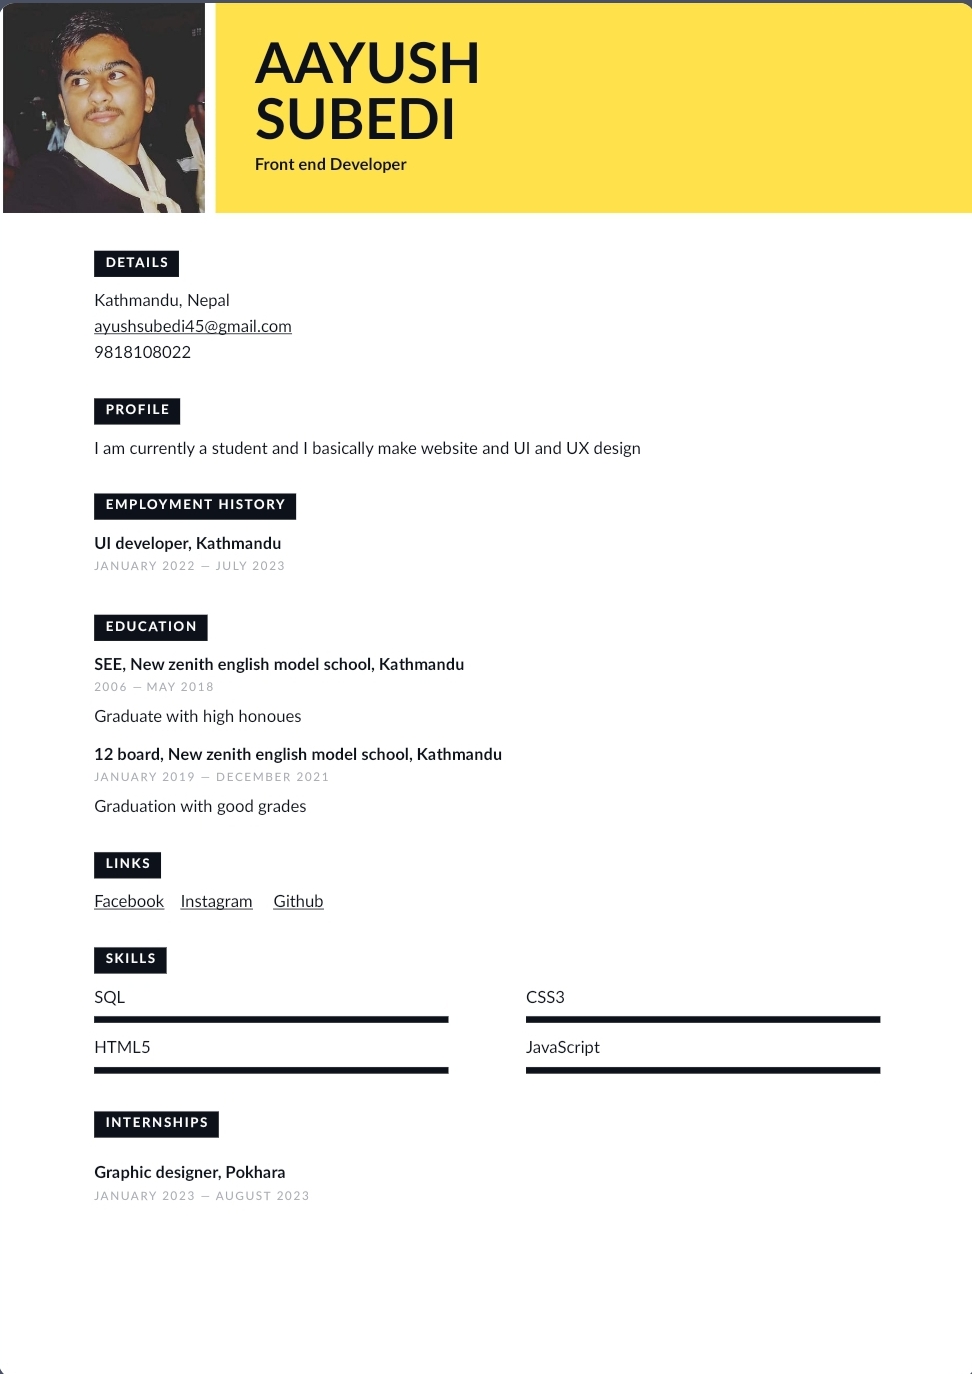 AAYUSH
SUBEDI
Front end Developer
DETAILS
Kathmandu, Nepal
ayushsubedi45@gmail.com
9818108022
PROFILE
I am currently a student and I basically make website and UI and UX design
EMPLOYMENT HISTORY
UI developer, Kathmandu
JANUARY 2022 — JULY 2023
EDUCATION
SEE, New zenith english model school, Kathmandu
2006 — MAY 2018
Graduate with high honoues
12 board, New zenith english model school, Kathmandu
JANUARY 2019 — DECEMBER 2021
Graduation with good grades
LINKS
Facebook Instagram Github
SKILLS
SQL CSS3
HTML5 JavaScript
INTERNSHIPS
Graphic designer, Pokhara
JANUARY 2023 — AUGUST 2023